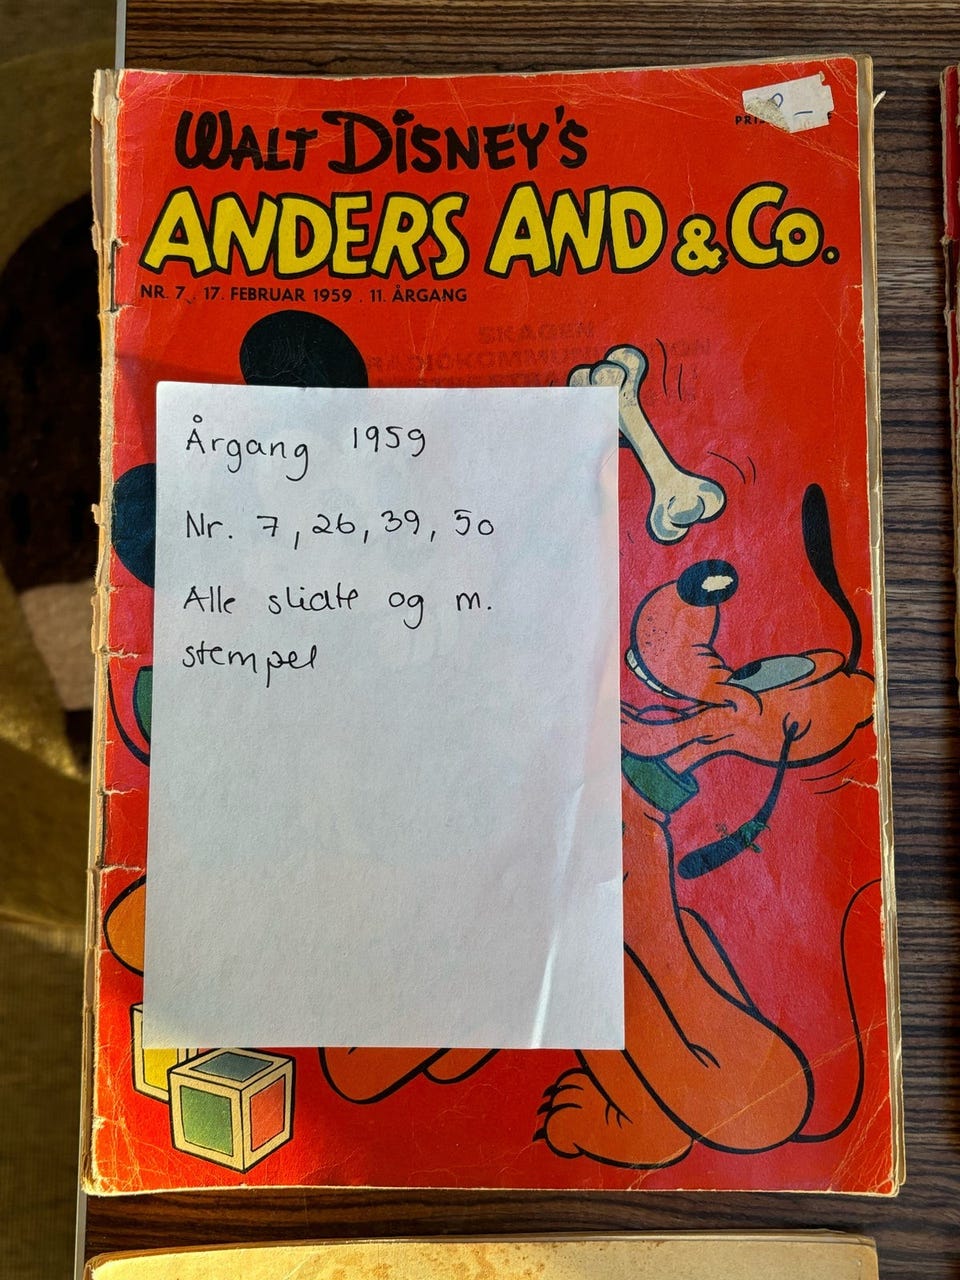 WALT DISNEY'S
ANDERS AND & Co.
NR. 7 . 17. FEBRUAR 1959 . 11. ÅRGANG
SKAGEN
Årgang 1959
Nr. 7, 26, 39, 50
Alle slidte og m.
stempel